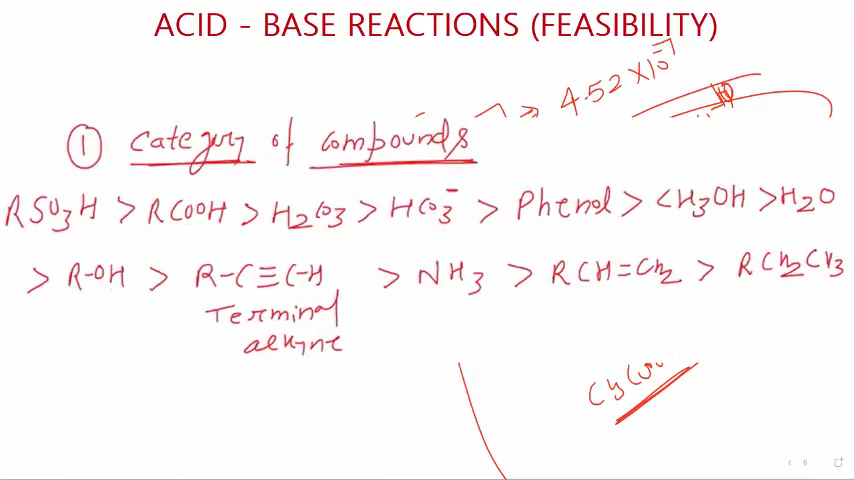 ACID - BASE REACTIONS (FEASIBILITY)
4.52 X10⁻⁷
① Category of Compounds
RSO₃H > RCOOH > H₂CO₃ > HCO₃⁻ > Phenol > CH₃OH > H₂O
> R-OH > R-C≡C-H > NH₃ > RCH=CH₂ > RCH₂CH₃
Terminal
alkyne